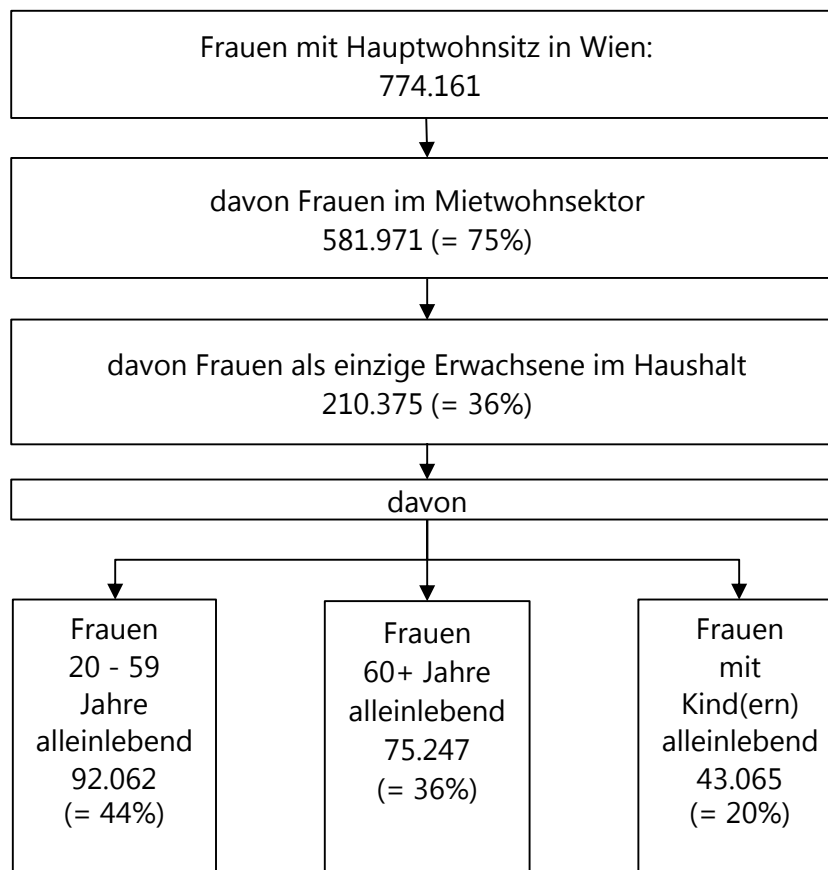 Frauen mit Hauptwohnsitz in Wien:
774.161
davon Frauen im Mietwohnsektor
581.971 (= 75%)
davon Frauen als einzige Erwachsene im Haushalt
210.375 (= 36%)
davon
Frauen
20 - 59
Jahre
alleinlebend
92.062
(= 44%)
Frauen
60+ Jahre
alleinlebend
75.247
(= 36%)
Frauen
mit
Kind(ern)
alleinlebend
43.065
(= 20%)